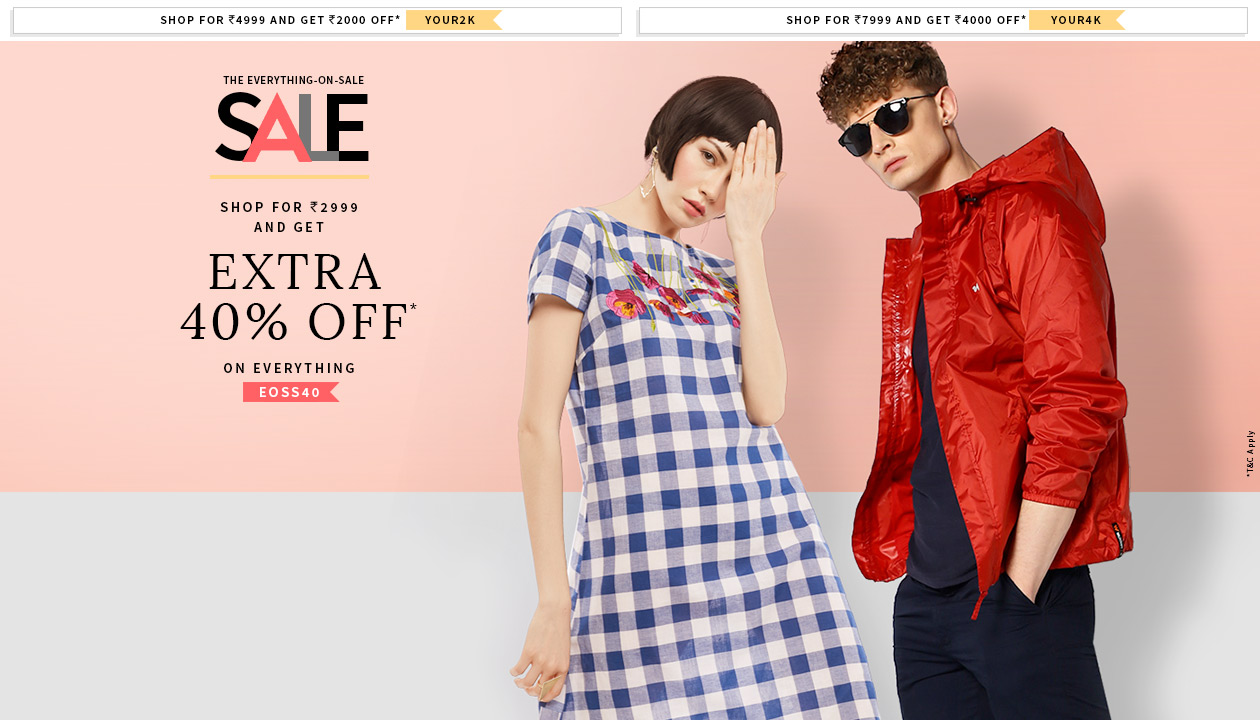 SHOP FOR ₹4999 AND GET ₹2000 OFF* YOUR2K
SHOP FOR ₹7999 AND GET ₹4000 OFF* YOUR4K
THE EVERYTHING-ON-SALE
SALE
SHOP FOR ₹2999
AND GET
EXTRA
40% OFF*
ON EVERYTHING
EOSS40
*T&C Apply